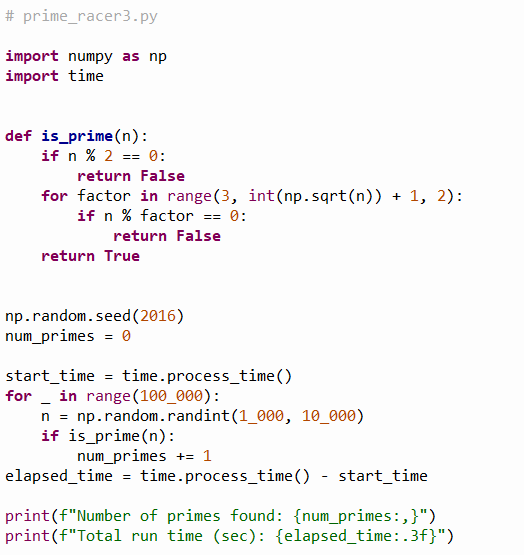 # prime_racer3.py

import numpy as np
import time


def is_prime(n):
    if n % 2 == 0:
        return False
    for factor in range(3, int(np.sqrt(n)) + 1, 2):
        if n % factor == 0:
            return False
    return True


np.random.seed(2016)
num_primes = 0

start_time = time.process_time()
for _ in range(100_000):
    n = np.random.randint(1_000, 10_000)
    if is_prime(n):
        num_primes += 1
elapsed_time = time.process_time() - start_time

print(f"Number of primes found: {num_primes:,}")
print(f"Total run time (sec): {elapsed_time:.3f}")